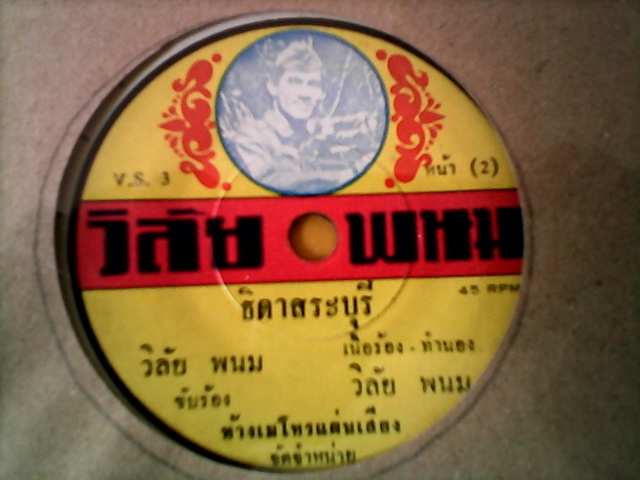 V.S. 3 หน้า (2)
วิลัย พนม
45 RPM
ธิดาสระบุรี
เนื้อร้อง - ทำนอง
วิลัย พนม วิลัย พนม
ขับร้อง
ห้างเมโทรแผ่นเสียง
จัดจำหน่าย